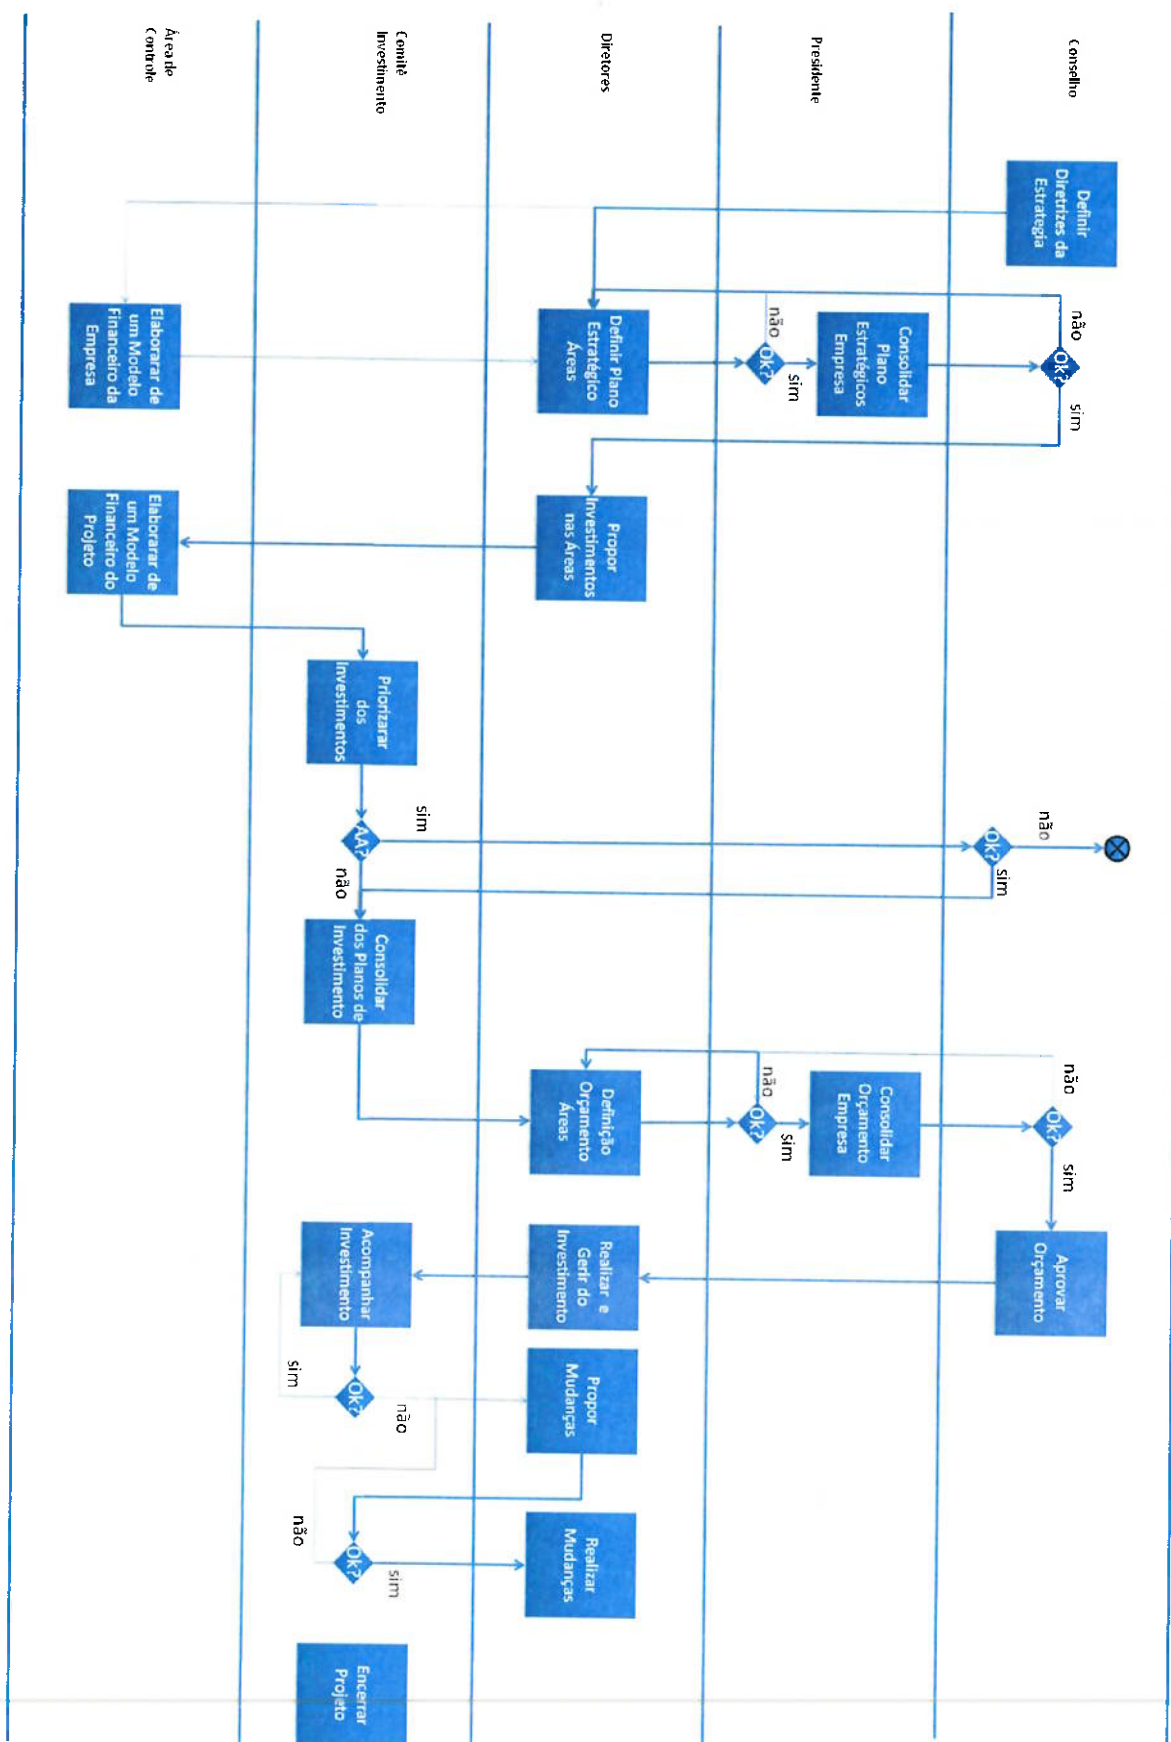 Conselho
Definir
Diretrizes da
Estrategia
não
Ok?
sim
não
Ok?
sim
não
Ok?
sim
Aprovar
Orçamento
Presidente
não
Ok?
sim
Consolidar
Plano
Estratégicos
Empresa
não
Ok?
sim
Consolidar
Orçamento
Empresa
Diretores
Definir Plano
Estratégico
Áreas
Propor
Investimentos
nas Áreas
Definição
Orçamento
Áreas
Realizar e
Gerir do
Investimento
Propor
Mudanças
Realizar
Mudanças
Comitê
Investimento
Priorizarar
dos
Investimentos
sim
AA?
não
Consolidar
dos Planos de
Investimento
Acompanhar
Investimento
não
Ok?
sim
sim
Ok?
não
Encerrar
Projeto
Área de
Controle
Elaborarar de
um Modelo
Financeiro da
Empresa
Elaborarar de
um Modelo
Financeiro do
Projeto